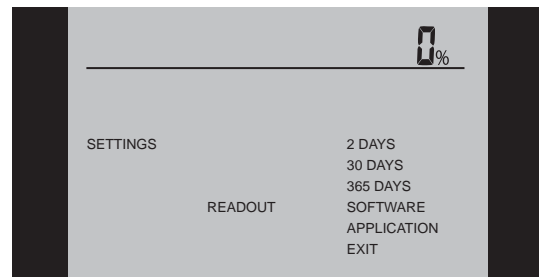 0%
SETTINGS 2 DAYS
30 DAYS
365 DAYS
READOUT SOFTWARE
APPLICATION
EXIT